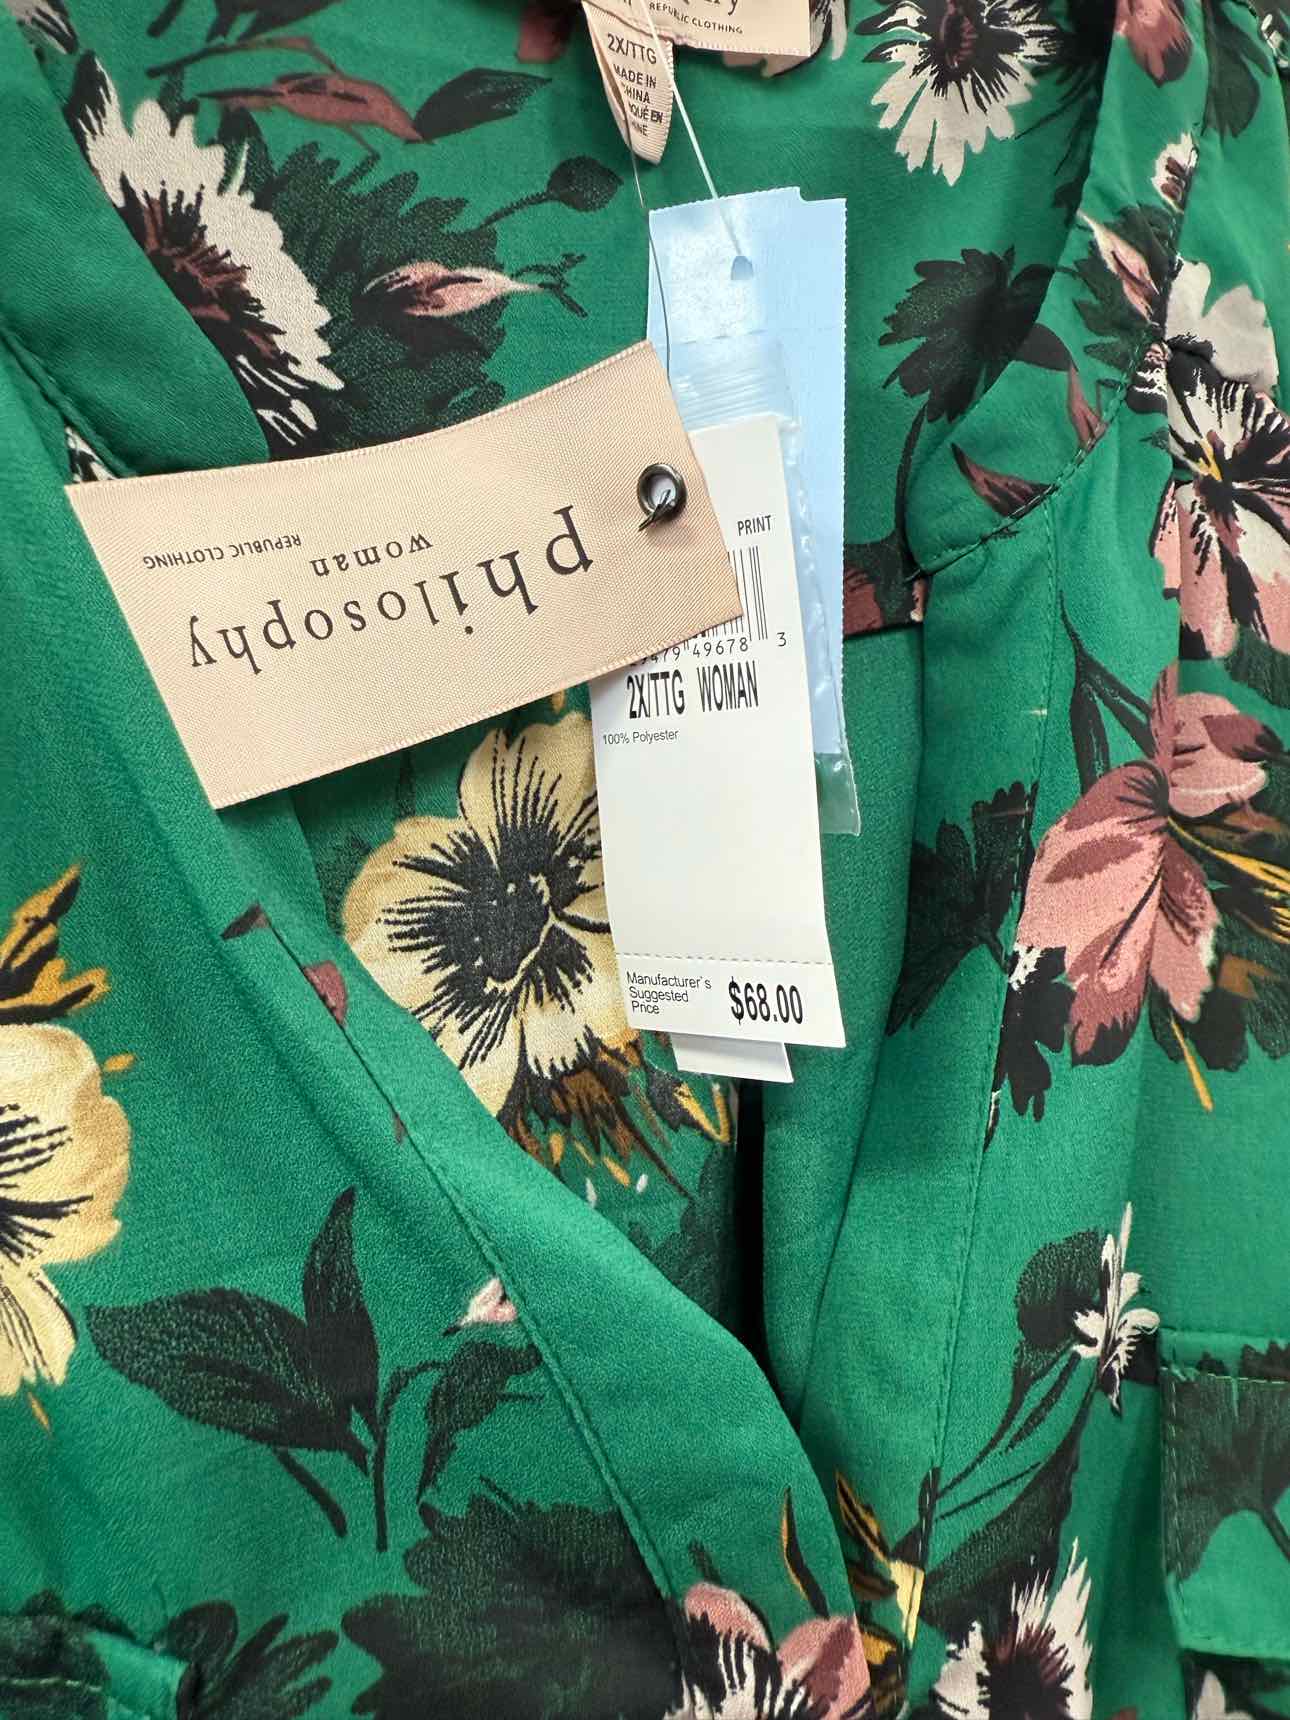 REPUBLIC CLOTHING
2X/TTG
MADE IN
CHINA
philosophy
woman
REPUBLIC CLOTHING
PRINT
49678 3
2X/TTG WOMAN
100% Polyester
Manufacturer's
Suggested
Price
$68.00